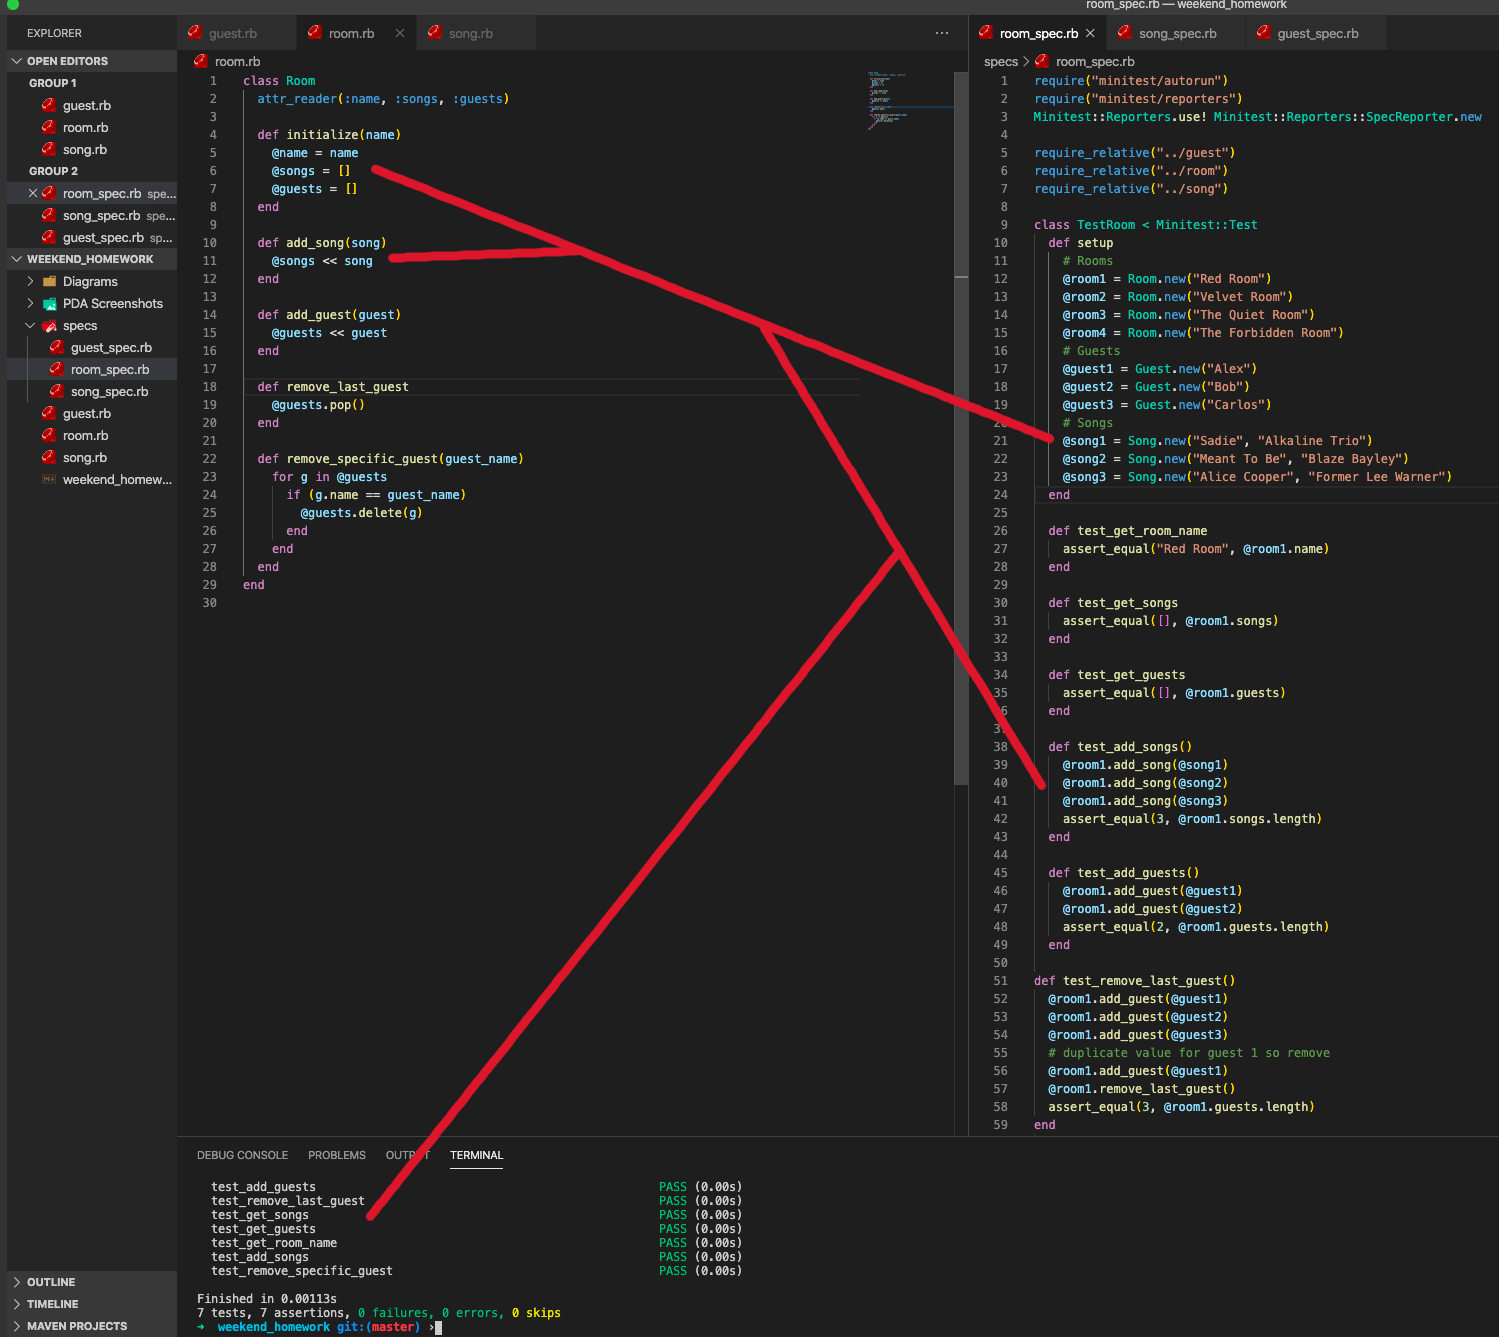 room_spec.rb — weekend_homework
EXPLORER
OPEN EDITORS
GROUP 1
guest.rb
room.rb
song.rb
GROUP 2
room_spec.rb spe...
song_spec.rb spe...
guest_spec.rb sp...
WEEKEND_HOMEWORK
Diagrams
PDA Screenshots
specs
guest_spec.rb
room_spec.rb
song_spec.rb
guest.rb
room.rb
song.rb
weekend_homew...
OUTLINE
TIMELINE
MAVEN PROJECTS
guest.rb room.rb song.rb ...
room.rb
1 class Room
2 attr_reader(:name, :songs, :guests)
3
4 def initialize(name)
5 @name = name
6 @songs = []
7 @guests = []
8 end
9
10 def add_song(song)
11 @songs << song
12 end
13
14 def add_guest(guest)
15 @guests << guest
16 end
17
18 def remove_last_guest
19 @guests.pop()
20 end
21
22 def remove_specific_guest(guest_name)
23 for g in @guests
24 if (g.name == guest_name)
25 @guests.delete(g)
26 end
27 end
28 end
29 end
30
room_spec.rb song_spec.rb guest_spec.rb
specs > room_spec.rb
1 require("minitest/autorun")
2 require("minitest/reporters")
3 Minitest::Reporters.use! Minitest::Reporters::SpecReporter.new
4
5 require_relative("../guest")
6 require_relative("../room")
7 require_relative("../song")
8
9 class TestRoom < Minitest::Test
10 def setup
11 # Rooms
12 @room1 = Room.new("Red Room")
13 @room2 = Room.new("Velvet Room")
14 @room3 = Room.new("The Quiet Room")
15 @room4 = Room.new("The Forbidden Room")
16 # Guests
17 @guest1 = Guest.new("Alex")
18 @guest2 = Guest.new("Bob")
19 @guest3 = Guest.new("Carlos")
20 # Songs
21 @song1 = Song.new("Sadie", "Alkaline Trio")
22 @song2 = Song.new("Meant To Be", "Blaze Bayley")
23 @song3 = Song.new("Alice Cooper", "Former Lee Warner")
24 end
25
26 def test_get_room_name
27 assert_equal("Red Room", @room1.name)
28 end
29
30 def test_get_songs
31 assert_equal([], @room1.songs)
32 end
33
34 def test_get_guests
35 assert_equal([], @room1.guests)
36 end
37
38 def test_add_songs()
39 @room1.add_song(@song1)
40 @room1.add_song(@song2)
41 @room1.add_song(@song3)
42 assert_equal(3, @room1.songs.length)
43 end
44
45 def test_add_guests()
46 @room1.add_guest(@guest1)
47 @room1.add_guest(@guest2)
48 assert_equal(2, @room1.guests.length)
49 end
50
51 def test_remove_last_guest()
52 @room1.add_guest(@guest1)
53 @room1.add_guest(@guest2)
54 @room1.add_guest(@guest3)
55 # duplicate value for guest 1 so remove
56 @room1.add_guest(@guest1)
57 @room1.remove_last_guest()
58 assert_equal(3, @room1.guests.length)
59 end
DEBUG CONSOLE PROBLEMS OUTPUT TERMINAL
test_add_guests PASS (0.00s)
test_remove_last_guest PASS (0.00s)
test_get_songs PASS (0.00s)
test_get_guests PASS (0.00s)
test_get_room_name PASS (0.00s)
test_add_songs PASS (0.00s)
test_remove_specific_guest PASS (0.00s)
Finished in 0.00113s
7 tests, 7 assertions, 0 failures, 0 errors, 0 skips
→ weekend_homework git:(master) ›